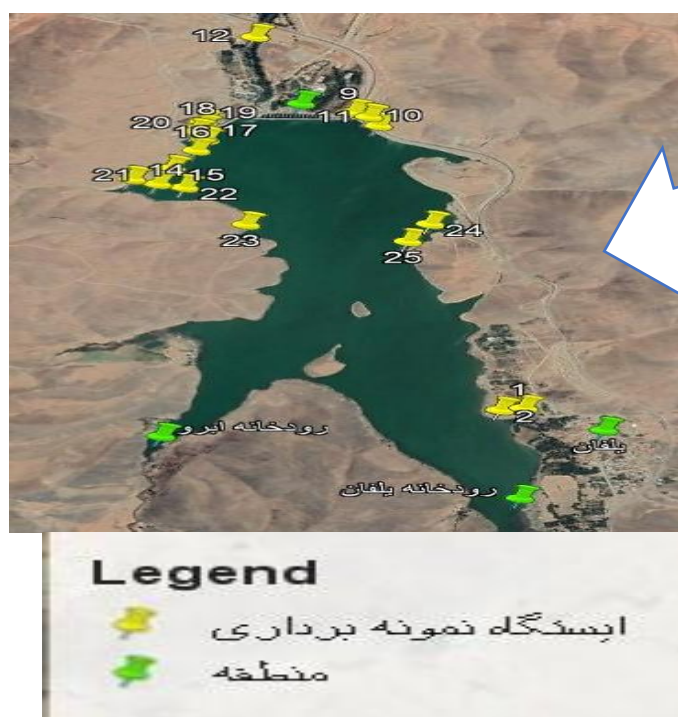 12
9
18 19
11 10
20
16 17
14
21 15
22
23
24
25
1
2
رودخانه ابرو
یلفان
رودخانه یلفان
Legend
ایستگاه نمونه برداری
منطقه